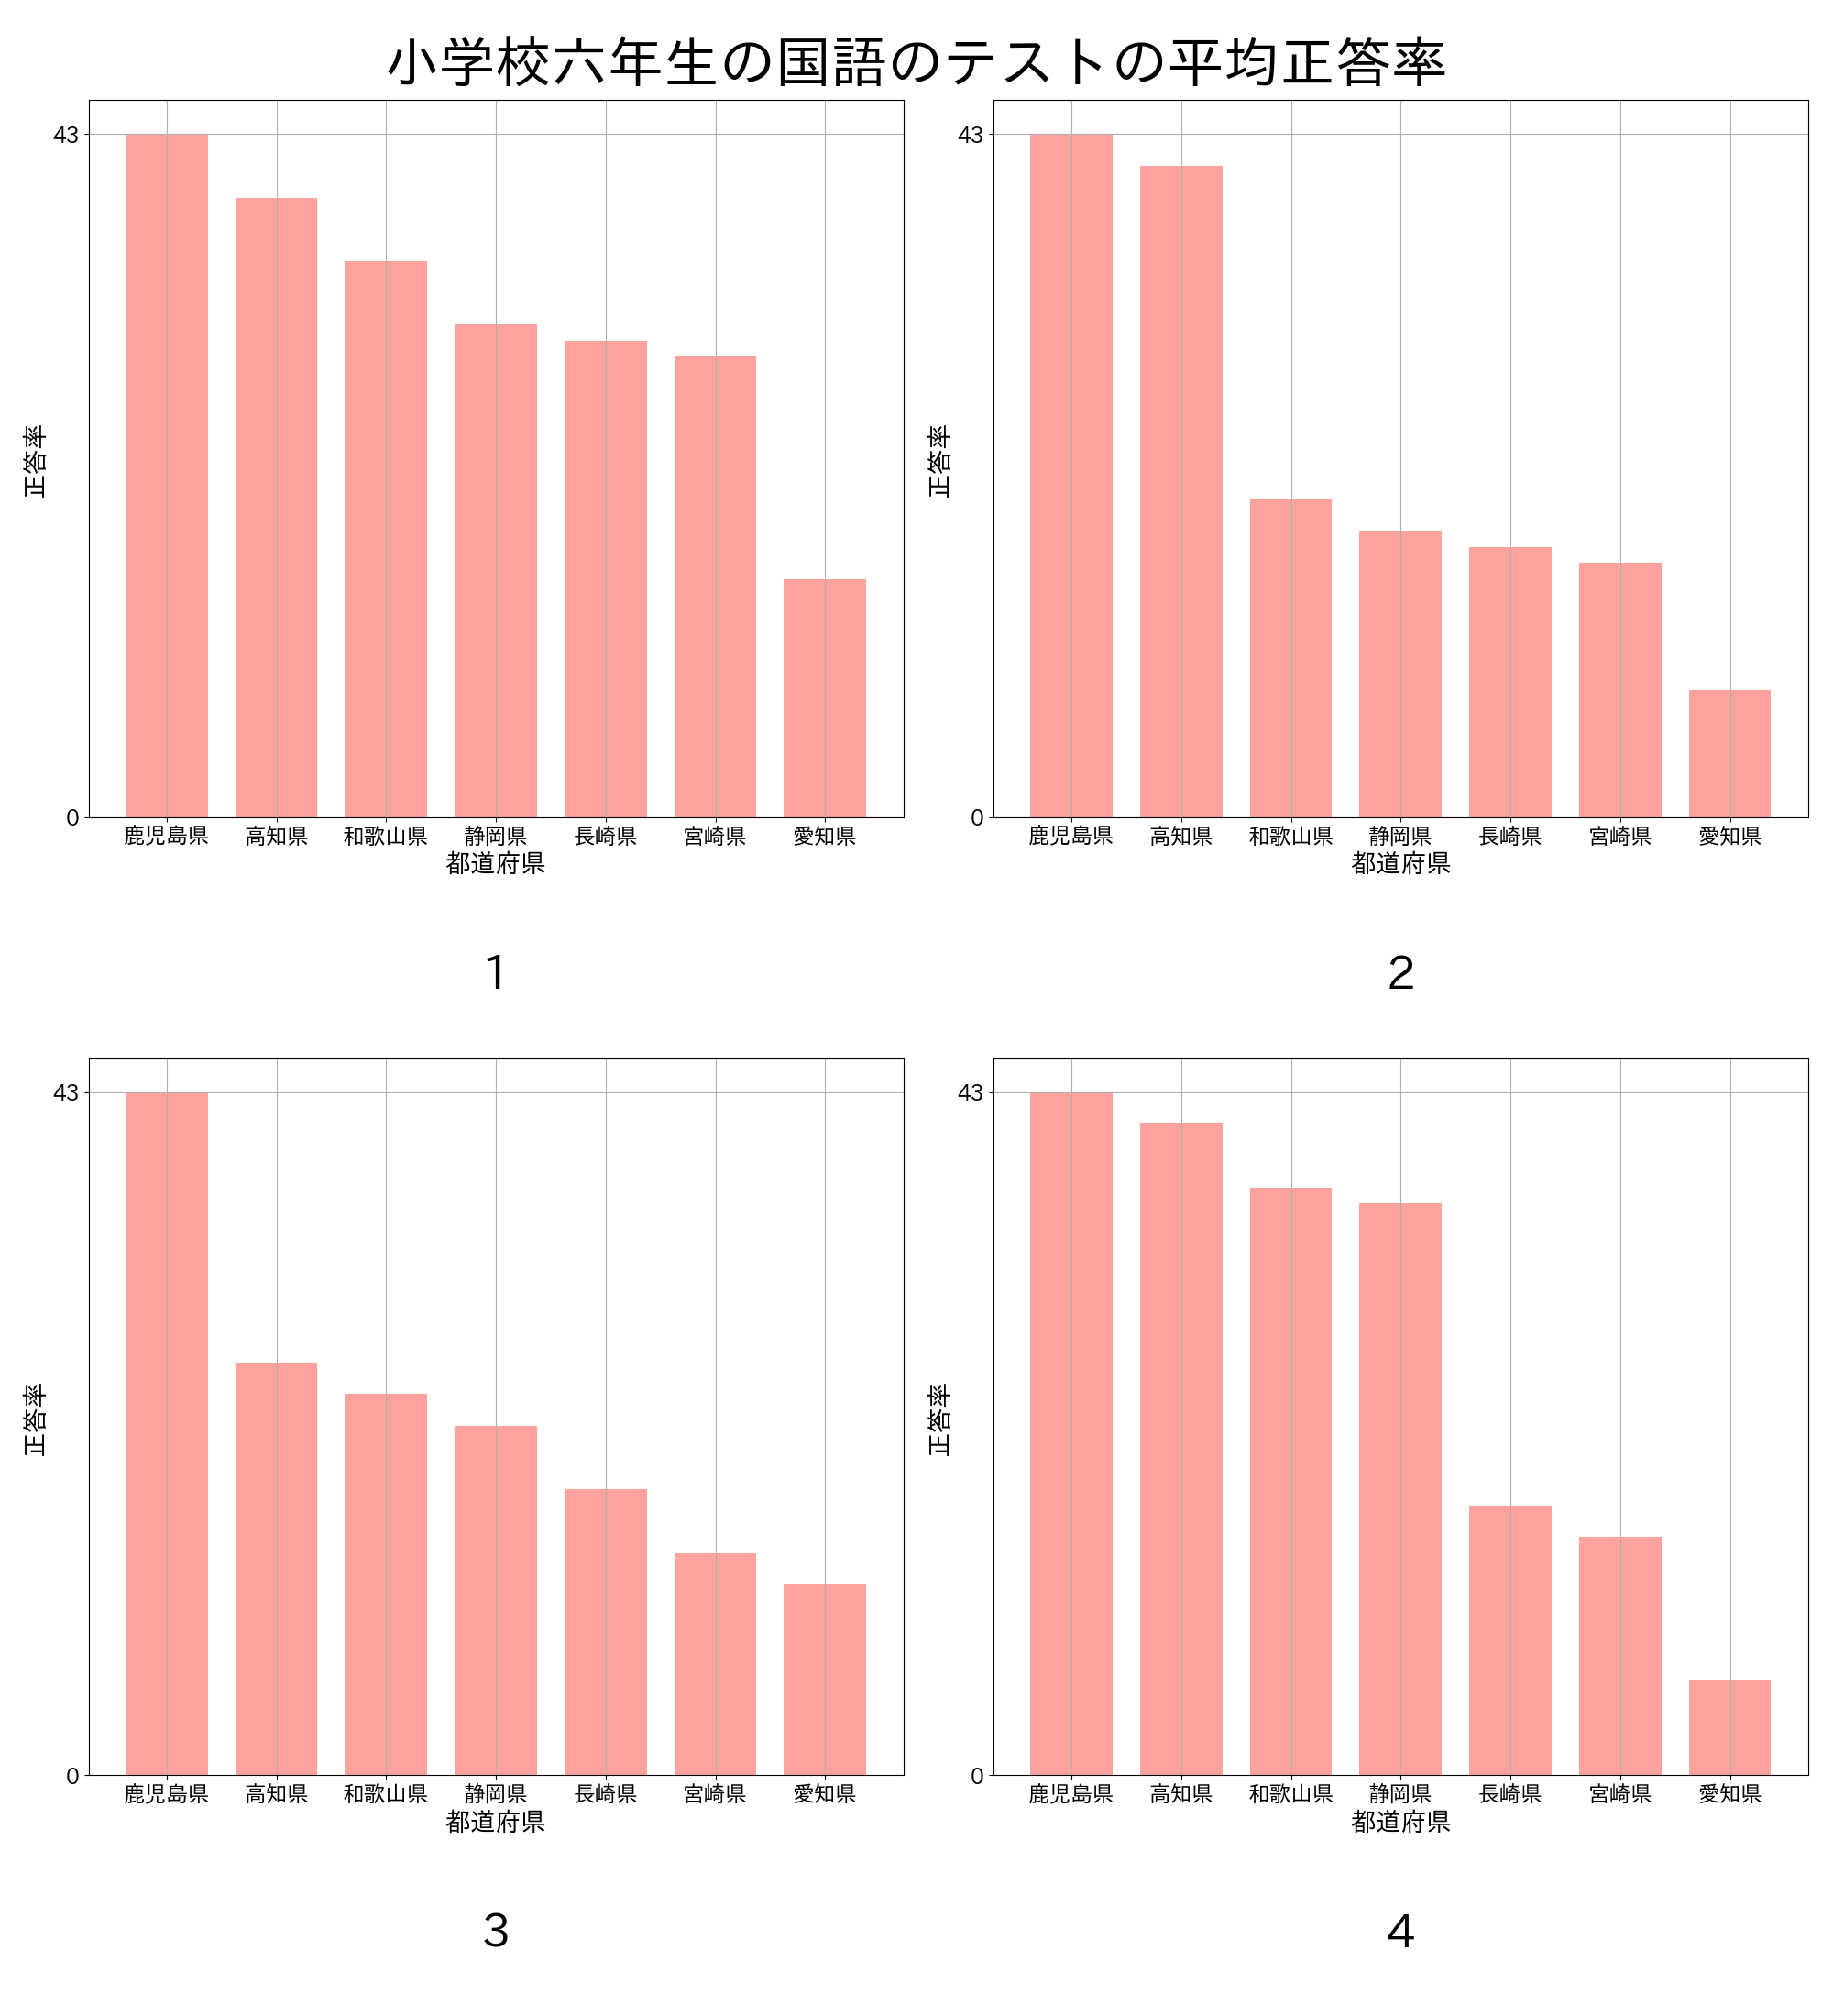 小学校六年生の国語のテストの平均正答率
43
0
正答率
鹿児島県 高知県 和歌山県 静岡県 長崎県 宮崎県 愛知県
都道府県
1
43
0
正答率
鹿児島県 高知県 和歌山県 静岡県 長崎県 宮崎県 愛知県
都道府県
2
43
0
正答率
鹿児島県 高知県 和歌山県 静岡県 長崎県 宮崎県 愛知県
都道府県
3
43
0
正答率
鹿児島県 高知県 和歌山県 静岡県 長崎県 宮崎県 愛知県
都道府県
4